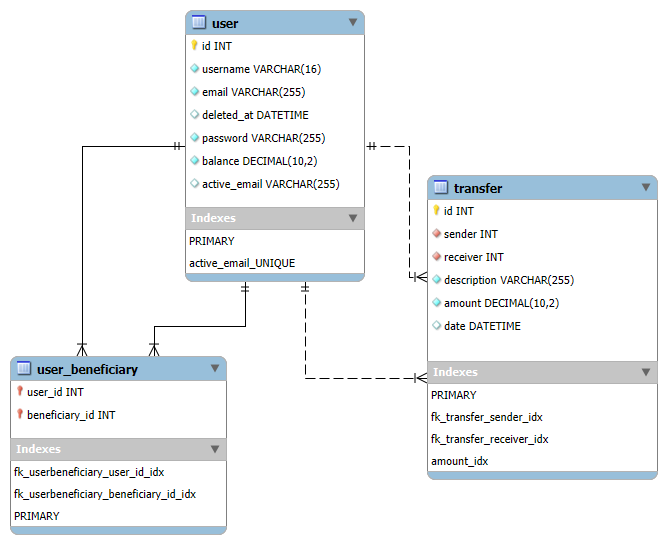 user
id INT
username VARCHAR(16)
email VARCHAR(255)
deleted_at DATETIME
password VARCHAR(255)
balance DECIMAL(10,2)
active_email VARCHAR(255)
Indexes
PRIMARY
active_email_UNIQUE
transfer
id INT
sender INT
receiver INT
description VARCHAR(255)
amount DECIMAL(10,2)
date DATETIME
Indexes
PRIMARY
fk_transfer_sender_idx
fk_transfer_receiver_idx
amount_idx
user_beneficiary
user_id INT
beneficiary_id INT
Indexes
fk_userbeneficiary_user_id_idx
fk_userbeneficiary_beneficiary_id_idx
PRIMARY